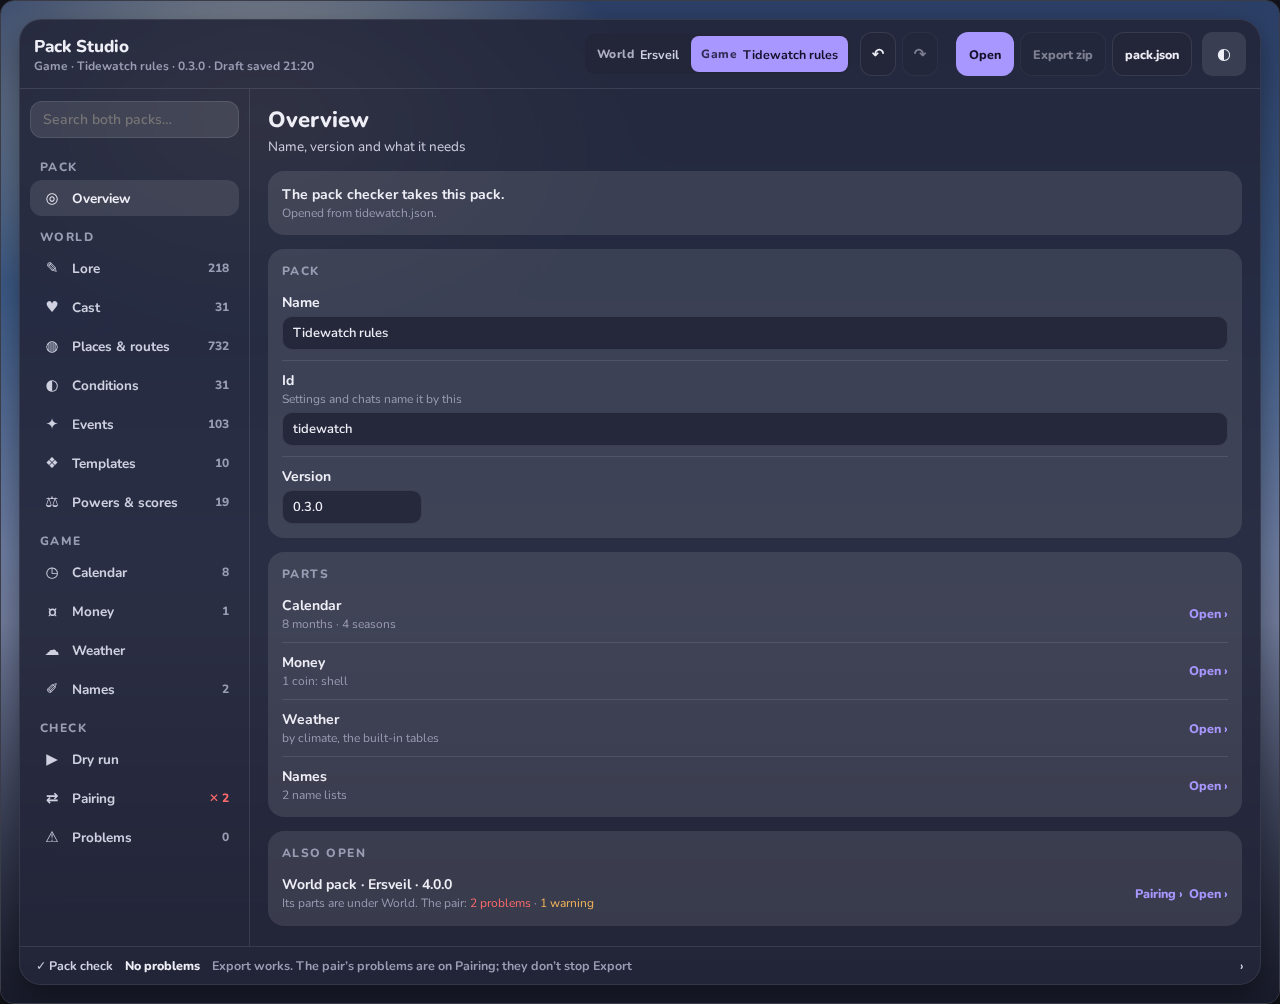 Pack Studio
Game · Tidewatch rules · 0.3.0 · Draft saved 21:20
World Ersveil
Game Tidewatch rules
↶
↷
Open
Export zip
pack.json
Search both packs…
PACK
Overview
WORLD
Lore 218
Cast 31
Places & routes 732
Conditions 31
Events 103
Templates 10
Powers & scores 19
GAME
Calendar 8
Money 1
Weather
Names 2
CHECK
Dry run
Pairing ✕ 2
Problems 0
Overview
Name, version and what it needs
The pack checker takes this pack.
Opened from tidewatch.json.
PACK
Name
Tidewatch rules
Id
Settings and chats name it by this
tidewatch
Version
0.3.0
PARTS
Calendar
8 months · 4 seasons
Open ›
Money
1 coin: shell
Open ›
Weather
by climate, the built-in tables
Open ›
Names
2 name lists
Open ›
ALSO OPEN
World pack · Ersveil · 4.0.0
Its parts are under World. The pair: 2 problems · 1 warning
Pairing › Open ›
✓ Pack check No problems Export works. The pair's problems are on Pairing; they don't stop Export ›